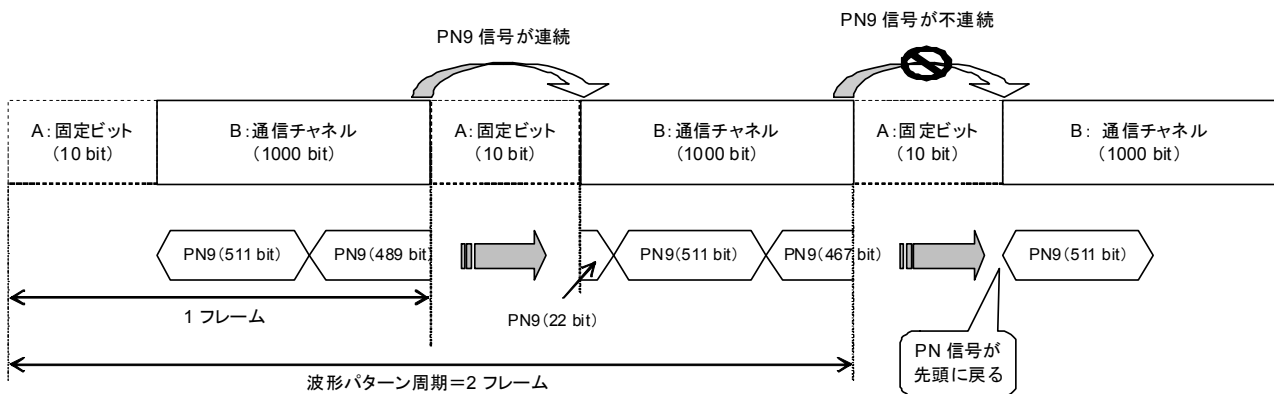 PN9 信号が連続
PN9 信号が不連続
A:固定ビット
(10 bit)
B:通信チャネル
(1000 bit)
A:固定ビット
(10 bit)
B:通信チャネル
(1000 bit)
A:固定ビット
(10 bit)
B: 通信チャネル
(1000 bit)
PN9(511 bit)
PN9(489 bit)
PN9(511 bit)
PN9(467 bit)
PN9(511 bit)
1 フレーム
PN9(22 bit)
PN 信号が
先頭に戻る
波形パターン周期=2 フレーム